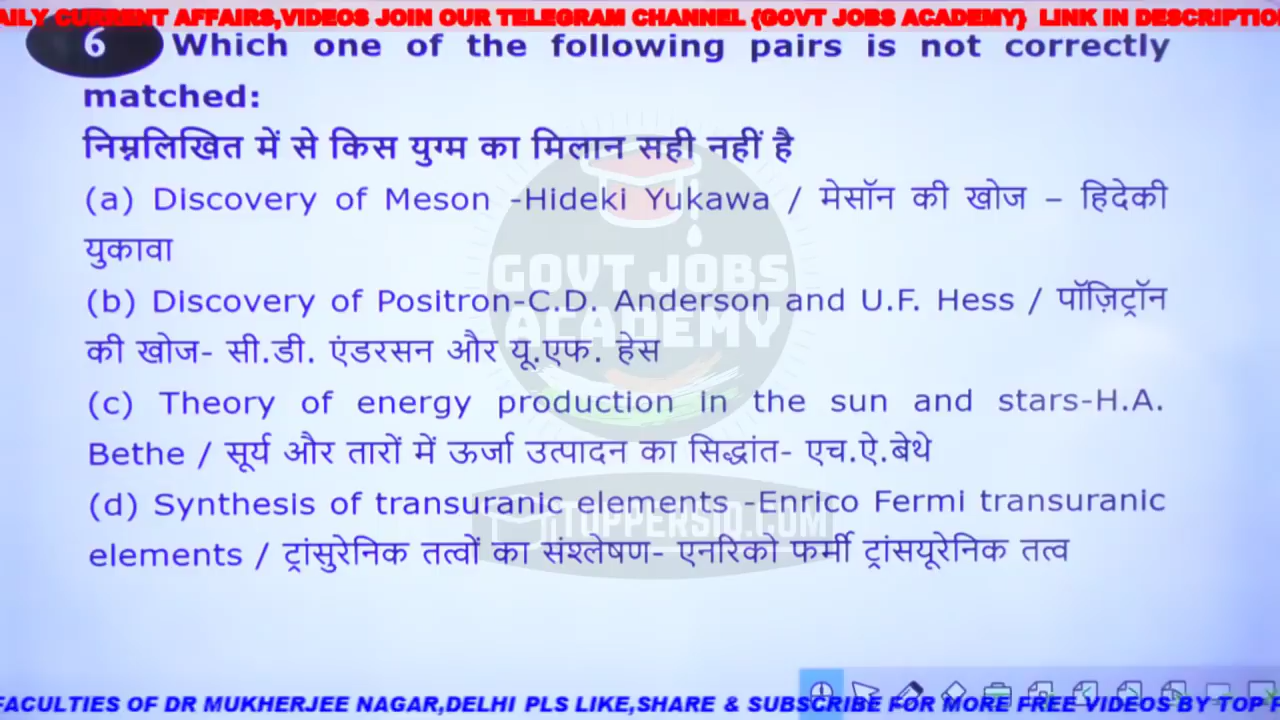 AILY CURRENT AFFAIRS,VIDEOS JOIN OUR TELEGRAM CHANNEL {GOVT JOBS ACADEMY} LINK IN DESCRIPTIO
6 Which one of the following pairs is not correctly
matched:
निम्नलिखित में से किस युग्म का मिलान सही नहीं है
(a) Discovery of Meson -Hideki Yukawa / मेसॉन की खोज – हिदेकी
युकावा
GOVT JOBS
(b) Discovery of Positron-C.D. Anderson and U.F. Hess / पॉज़िट्रॉन
ACADEMY
की खोज- सी.डी. एंडरसन और यू.एफ. हेस
(c) Theory of energy production in the sun and stars-H.A.
Bethe / सूर्य और तारों में ऊर्जा उत्पादन का सिद्धांत- एच.ऐ.बेथे
(d) Synthesis of transuranic elements -Enrico Fermi transuranic
TOPPERSIQ.COM
elements / ट्रांसुरेनिक तत्वों का संश्लेषण- एनरिको फर्मी ट्रांसयूरेनिक तत्व
FACULTIES OF DR MUKHERJEE NAGAR,DELHI PLS LIKE,SHARE & SUBSCRIBE FOR MORE FREE VIDEOS BY TOP